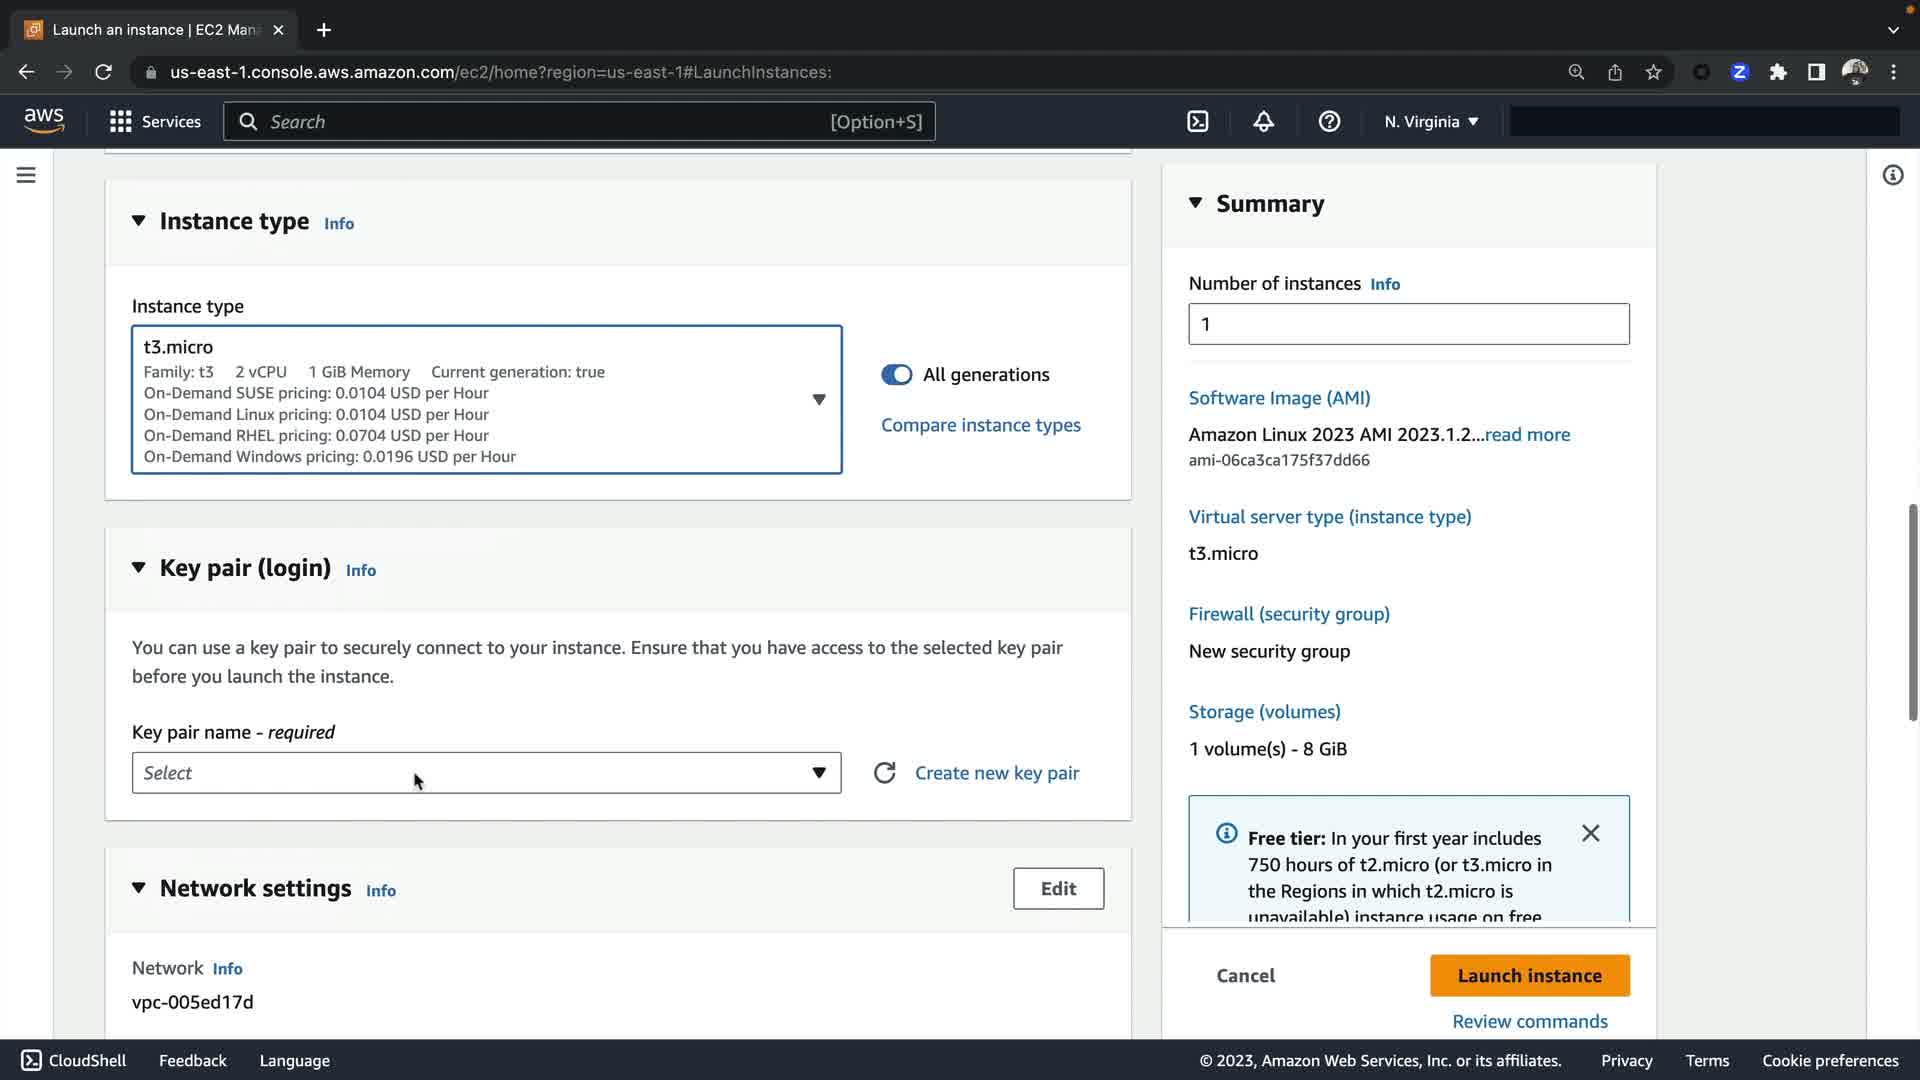 Launch an instance | EC2 Man
us-east-1.console.aws.amazon.com/ec2/home?region=us-east-1#LaunchInstances:
aws
Services
Search
[Option+S]
N. Virginia
Instance type Info
Instance type
t3.micro
Family: t3 2 vCPU 1 GiB Memory Current generation: true
On-Demand SUSE pricing: 0.0104 USD per Hour
On-Demand Linux pricing: 0.0104 USD per Hour
On-Demand RHEL pricing: 0.0704 USD per Hour
On-Demand Windows pricing: 0.0196 USD per Hour
All generations
Compare instance types
Key pair (login) Info
You can use a key pair to securely connect to your instance. Ensure that you have access to the selected key pair
before you launch the instance.
Key pair name - required
Select
Create new key pair
Network settings Info
Edit
Network Info
vpc-005ed17d
Summary
Number of instances Info
1
Software Image (AMI)
Amazon Linux 2023 AMI 2023.1.2...read more
ami-06ca3ca175f37dd66
Virtual server type (instance type)
t3.micro
Firewall (security group)
New security group
Storage (volumes)
1 volume(s) - 8 GiB
Free tier: In your first year includes
750 hours of t2.micro (or t3.micro in
the Regions in which t2.micro is
unavailable) instance usage on free
Cancel
Launch instance
Review commands
CloudShell
Feedback
Language
© 2023, Amazon Web Services, Inc. or its affiliates.
Privacy
Terms
Cookie preferences